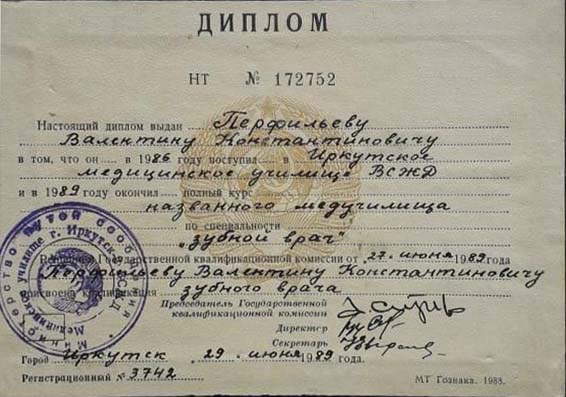 ДИПЛОМ
НТ № 172752
Настоящий диплом выдан Перфильеву
Валентину Константиновичу
в том, что он в 1986 году поступил в Иркутское
медицинское училище ВСЖД
и в 1989 году окончил полный курс
названного медучилища
по специальности
„зубной врач"
Решением Государственной квалификационной комиссии от 27 июня 1989
Перфильеву Валентину Константиновичу
присвоена квалификация зубного врача
Председатель Государственной
квалификационной комиссии
Директор
Секретарь
Город Иркутск 29 июня 1989 года.
Регистрационный № 3742
МТ Гознака. 1988.
Министерство путей сообщения
Медицинское училище г. Иркутск